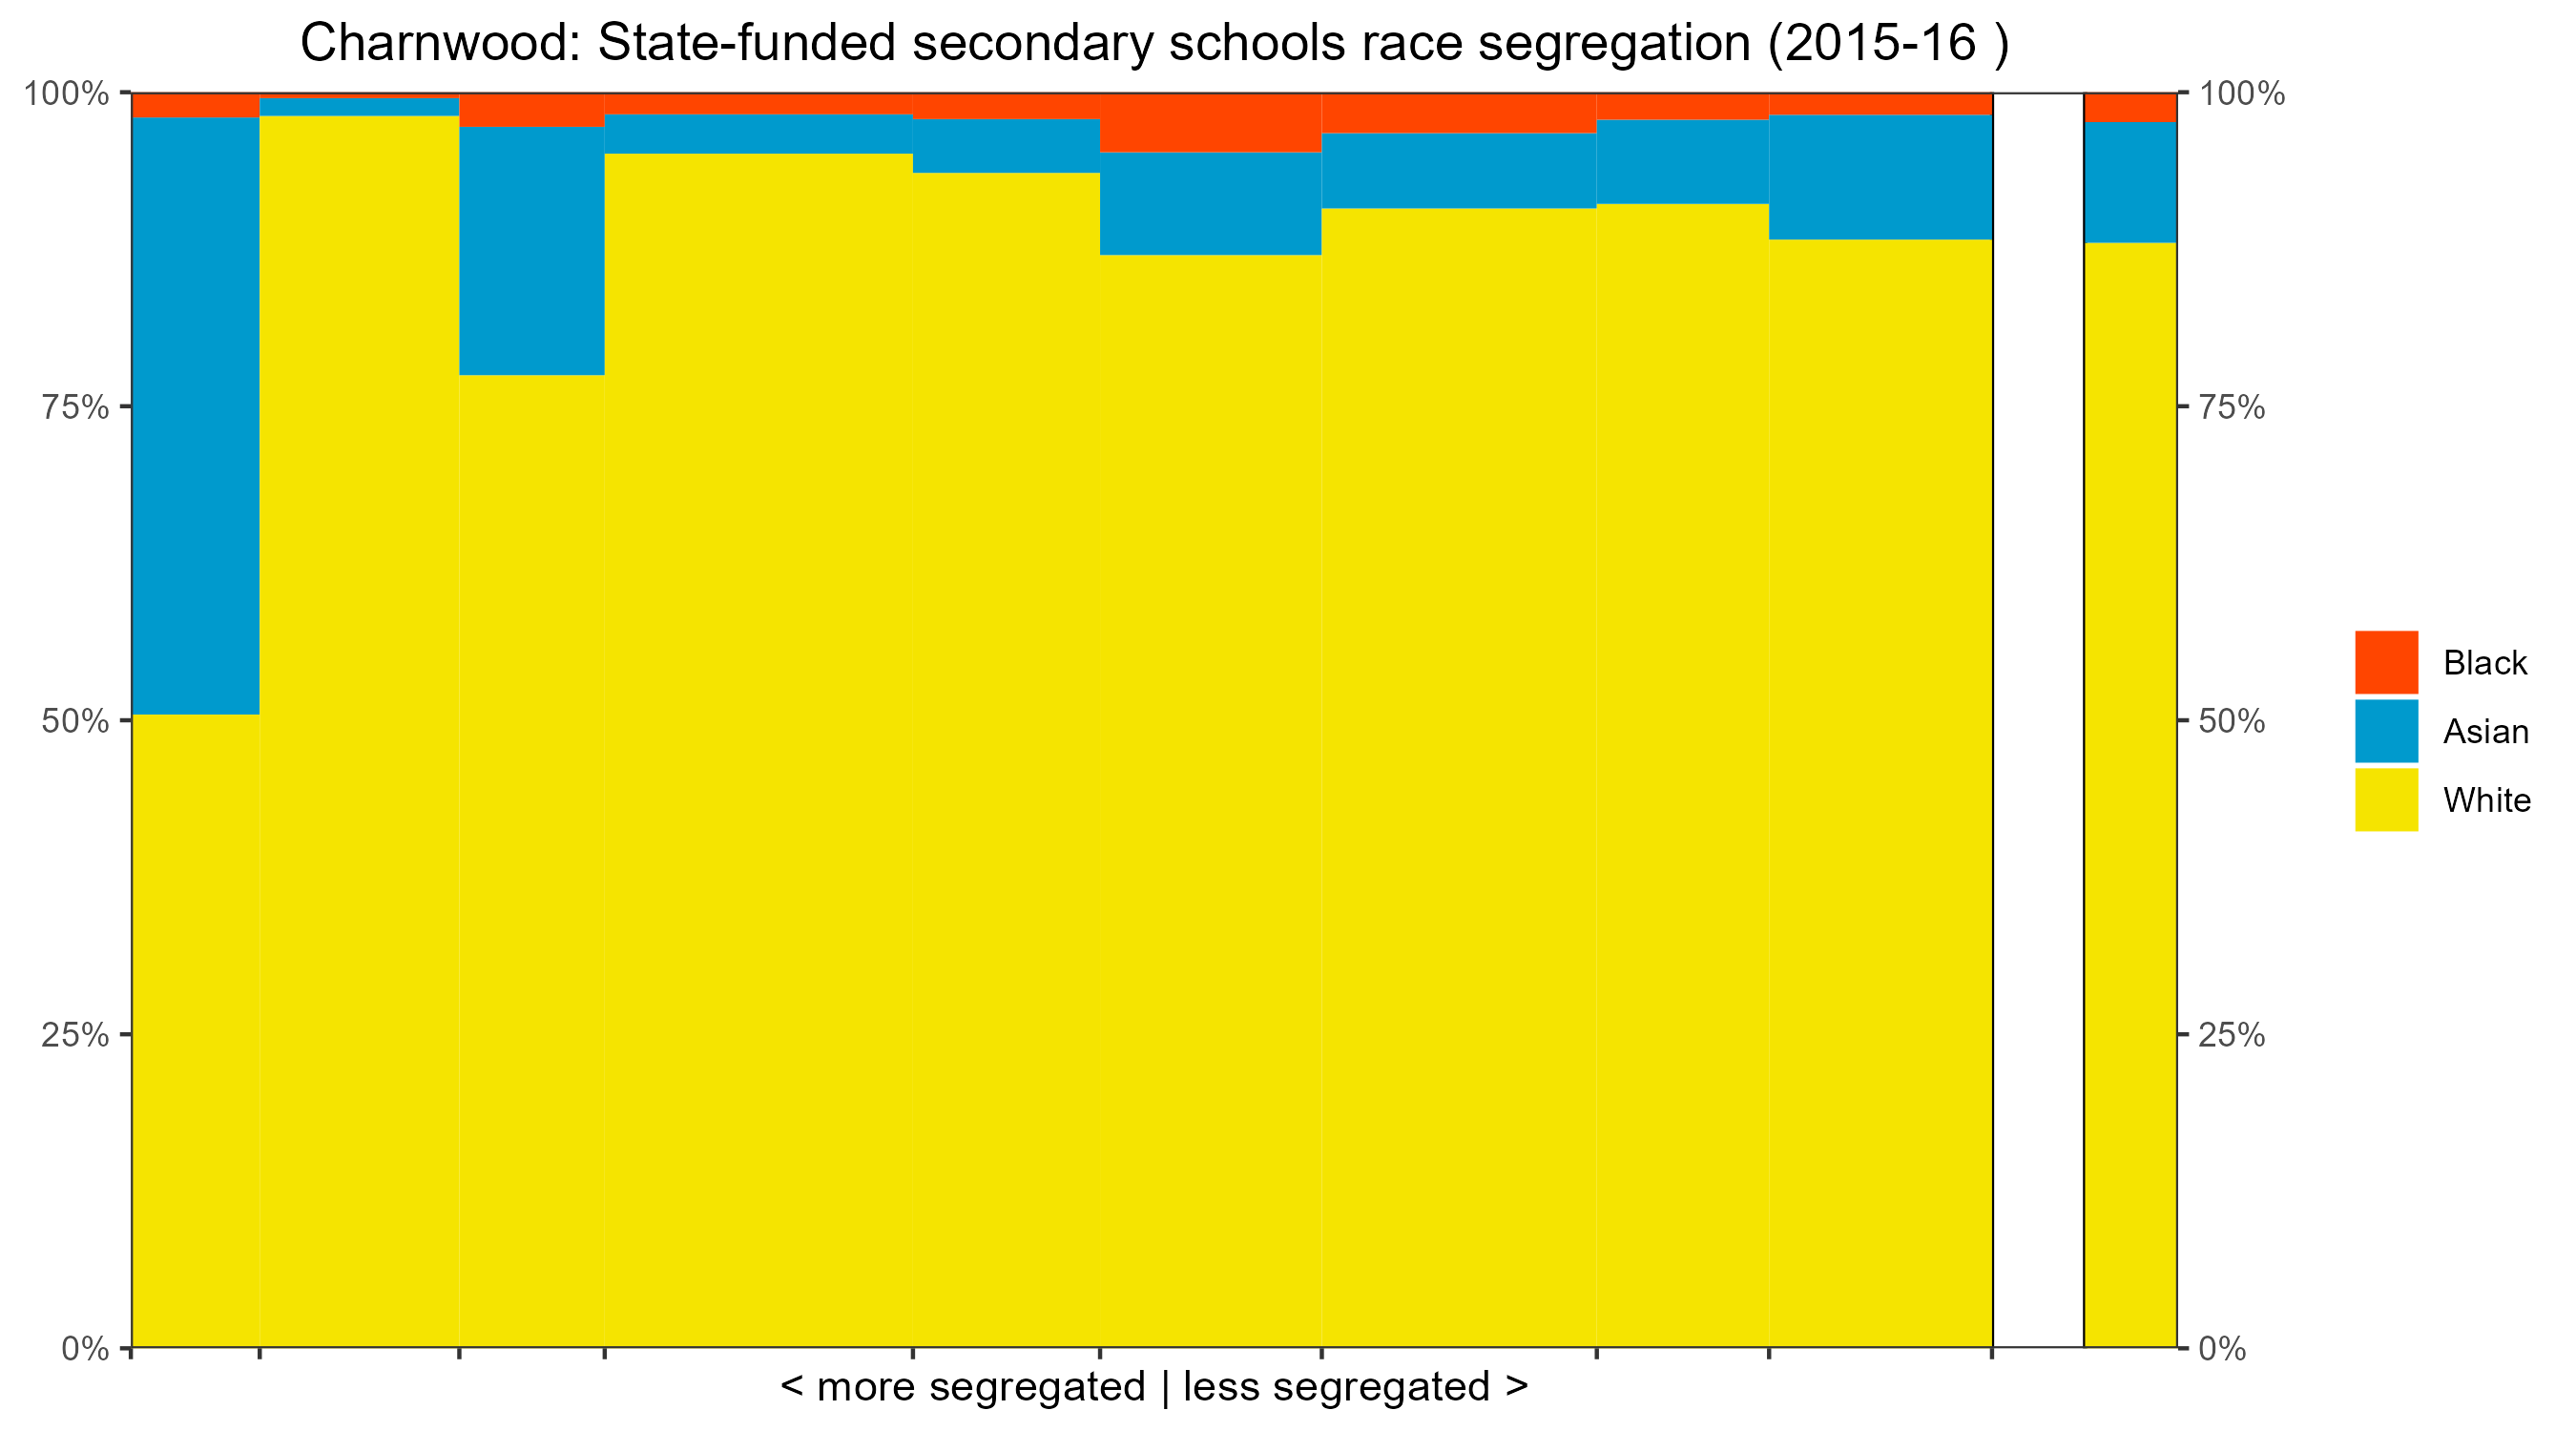 Charnwood: State-funded secondary schools race segregation (2015-16 )
100%
75%
50%
25%
0%
100%
75%
50%
25%
0%
Black
Asian
White
< more segregated | less segregated >